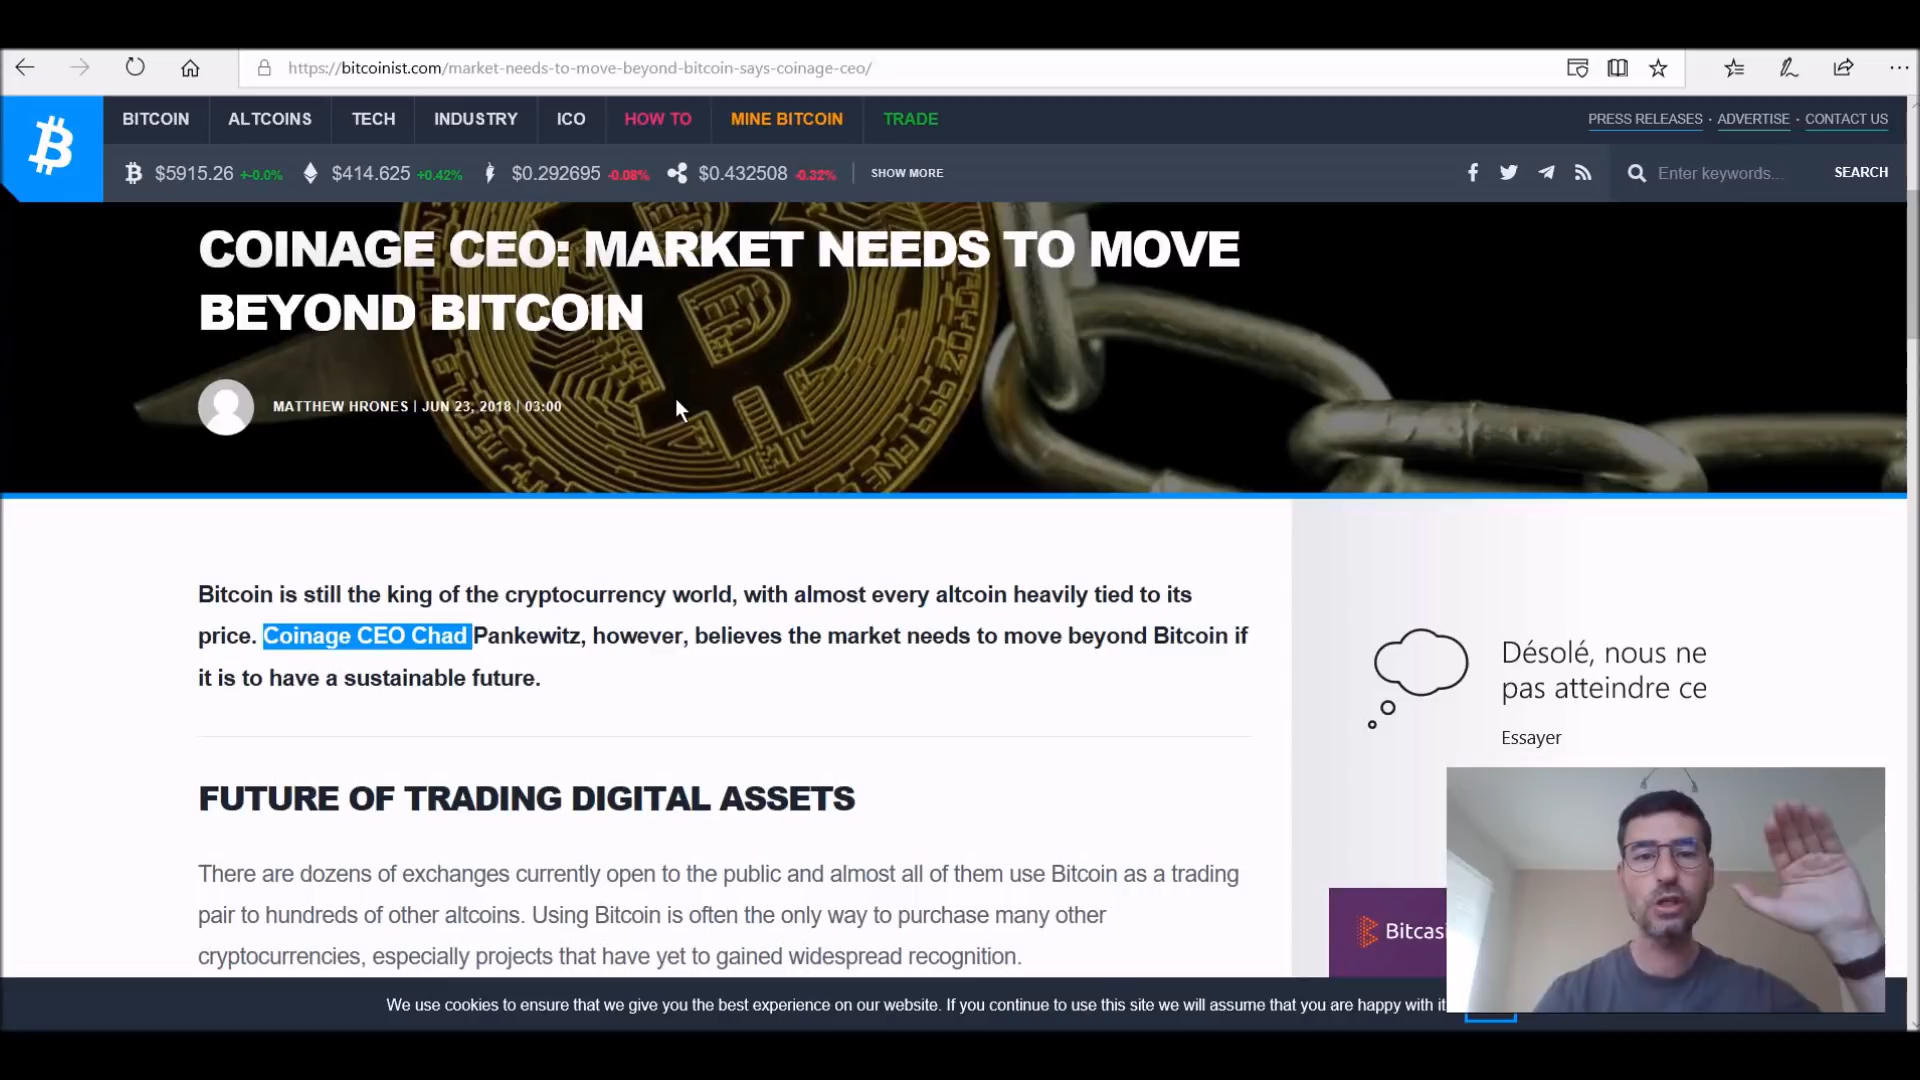 https://bitcoinist.com/market-needs-to-move-beyond-bitcoin-says-coinage-ceo/
BITCOIN ALTCOINS TECH INDUSTRY ICO HOW TO MINE BITCOIN TRADE PRESS RELEASES · ADVERTISE · CONTACT US
$5915.26 +-0.0% $414.625 +0.42% $0.292695 -0.08% $0.432508 -0.32% SHOW MORE Enter keywords... SEARCH
COINAGE CEO: MARKET NEEDS TO MOVE
BEYOND BITCOIN
MATTHEW HRONES | JUN 23, 2018 | 03:00
Bitcoin is still the king of the cryptocurrency world, with almost every altcoin heavily tied to its
price. Coinage CEO Chad Pankewitz, however, believes the market needs to move beyond Bitcoin if
it is to have a sustainable future.
Désolé, nous ne
pas atteindre ce
Essayer
FUTURE OF TRADING DIGITAL ASSETS
There are dozens of exchanges currently open to the public and almost all of them use Bitcoin as a trading
pair to hundreds of other altcoins. Using Bitcoin is often the only way to purchase many other
cryptocurrencies, especially projects that have yet to gained widespread recognition.
Bitcas
We use cookies to ensure that we give you the best experience on our website. If you continue to use this site we will assume that you are happy with it